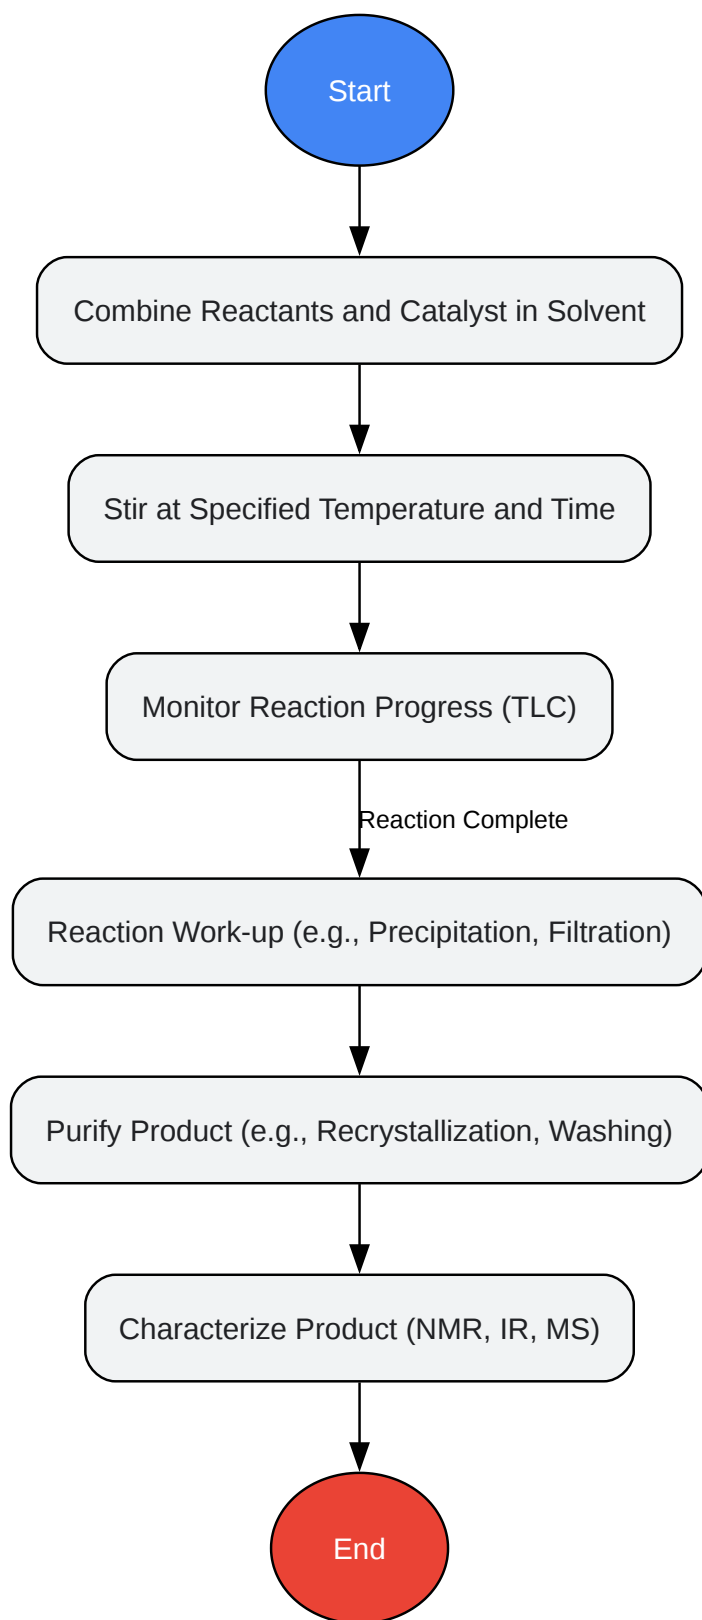 Start
Combine Reactants and Catalyst in Solvent
Stir at Specified Temperature and Time
Monitor Reaction Progress (TLC)
Reaction Complete
Reaction Work-up (e.g., Precipitation, Filtration)
Purify Product (e.g., Recrystallization, Washing)
Characterize Product (NMR, IR, MS)
End